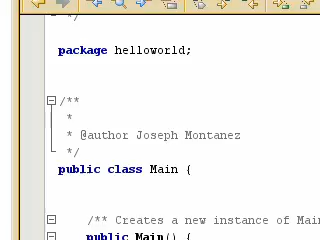 */
package helloworld;
/**
*
* @author Joseph Montanez
*/
public class Main {
/** Creates a new instance of Main
public Main() {